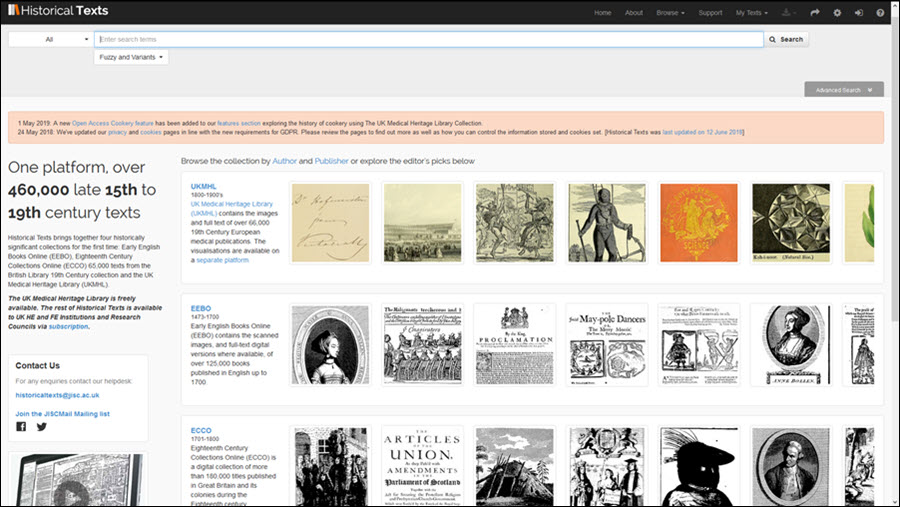 Historical Texts
Home About Browse Support My Texts
All
Enter search terms
Search
Fuzzy and Variants
Advanced Search
1 May 2019: A new Open Access Cookery feature has been added to our features section exploring the history of cookery using The UK Medical Heritage Library Collection.
24 May 2018: We've updated our privacy and cookies pages in line with the new requirements for GDPR. Please review the pages to find out more as well as how you can control the information stored and cookies set. [Historical Texts was last updated on 12 June 2019]
One platform, over
460,000 late 15th to
19th century texts
Historical Texts brings together four historically
significant collections for the first time: Early English
Books Online (EEBO), Eighteenth Century
Collections Online (ECCO) 65,000 texts from the
British Library 19th Century collection and the UK
Medical Heritage Library (UKMHL).
The UK Medical Heritage Library is freely
available. The rest of Historical Texts is available
to UK HE and FE Institutions and Research
Councils via subscription.
Contact Us
For any enquiries contact our helpdesk:
historicaltexts@jisc.ac.uk
Join the JISCMail Mailing list
Browse the collection by Author and Publisher or explore the editor's picks below
UKMHL
1800-1900's
UK Medical Heritage Library
(UKMHL) contains the images
and full text of over 66,000
19th Century European
medical publications. The
visualisations are available on
a separate platform
SCIENCE
EEBO
1473-1700
Early English Books Online
(EEBO) contains the scanned
images, and full-text digital
versions where available, of
over 125,000 books
published in English up to
1700.
By the King.
PROCLAMATION
May-pole Dancers
OR,
The Merry Morris
ANNE BULLEN
ECCO
1701-1800
Eighteenth Century
Collections Online (ECCO) is
a digital collection of more
than 180,000 titles published
in Great Britain and its
colonies during the
Eighteenth century
THE
ARTICLES
OF THE
UNION,
As they Pass'd with
AMENDMENTS
IN THE
Parliament of Scotland